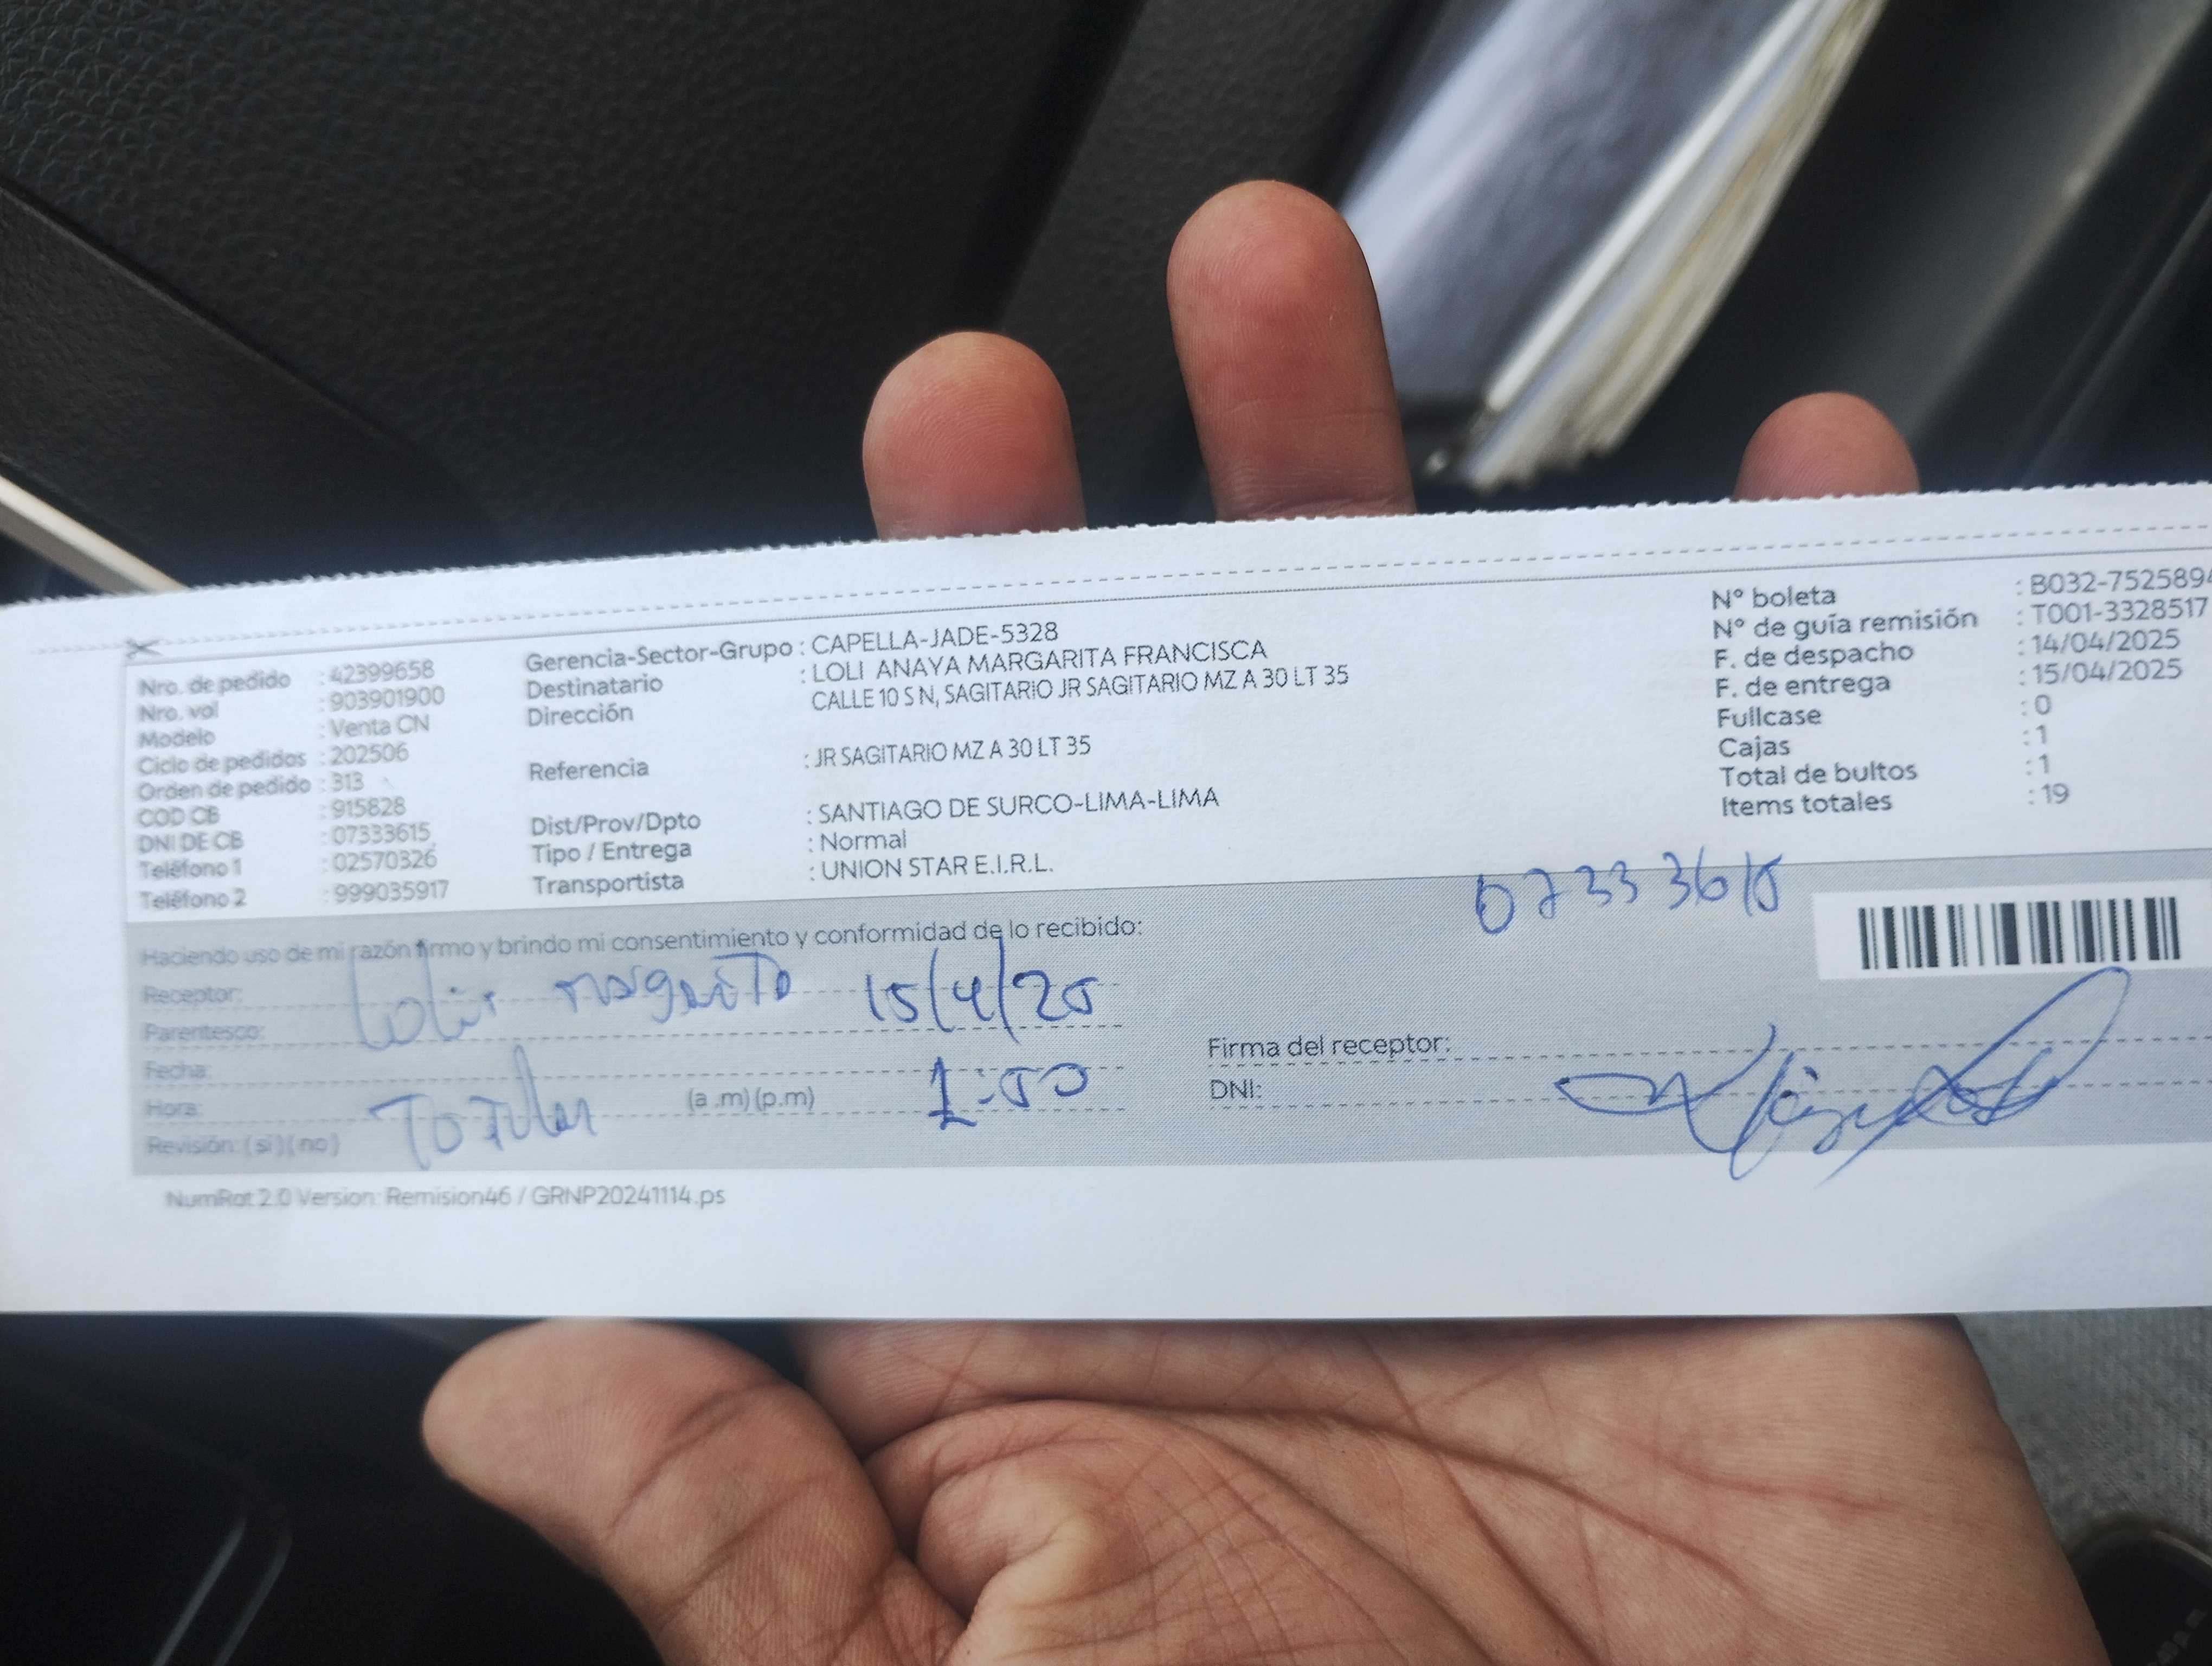 Nro. de pedido : 42399658
Nro. vol : 903901900
Modelo : Venta CN
Ciclo de pedidos : 202506
Orden de pedido : 313
COD CB : 915828
DNI DE CB : 07333615
Teléfono 1 : 02570326
Teléfono 2 : 999035917
Gerencia-Sector-Grupo : CAPELLA-JADE-5328
Destinatario : LOLI ANAYA MARGARITA FRANCISCA
Dirección CALLE 10 S N, SAGITARIO JR SAGITARIO MZ A 30 LT 35
Referencia : JR SAGITARIO MZ A 30 LT 35
Dist/Prov/Dpto : SANTIAGO DE SURCO-LIMA-LIMA
Tipo / Entrega : Normal
Transportista : UNION STAR E.I.R.L.
N° boleta : B032-7525894
N° de guía remisión : T001-3328517
F. de despacho : 14/04/2025
F. de entrega : 15/04/2025
Fullcase : 0
Cajas : 1
Total de bultos : 1
Items totales : 19
07333615
Haciendo uso de mi razón firmo y brindo mi consentimiento y conformidad de lo recibido:
Receptor: margarita 15/4/25
Parentesco:
Fecha:
Hora: (a.m) (p.m) 1:50
Revisión: (si) (no)
Firma del receptor:
DNI:
NumRot 2.0 Version: Remision46 / GRNP20241114.ps